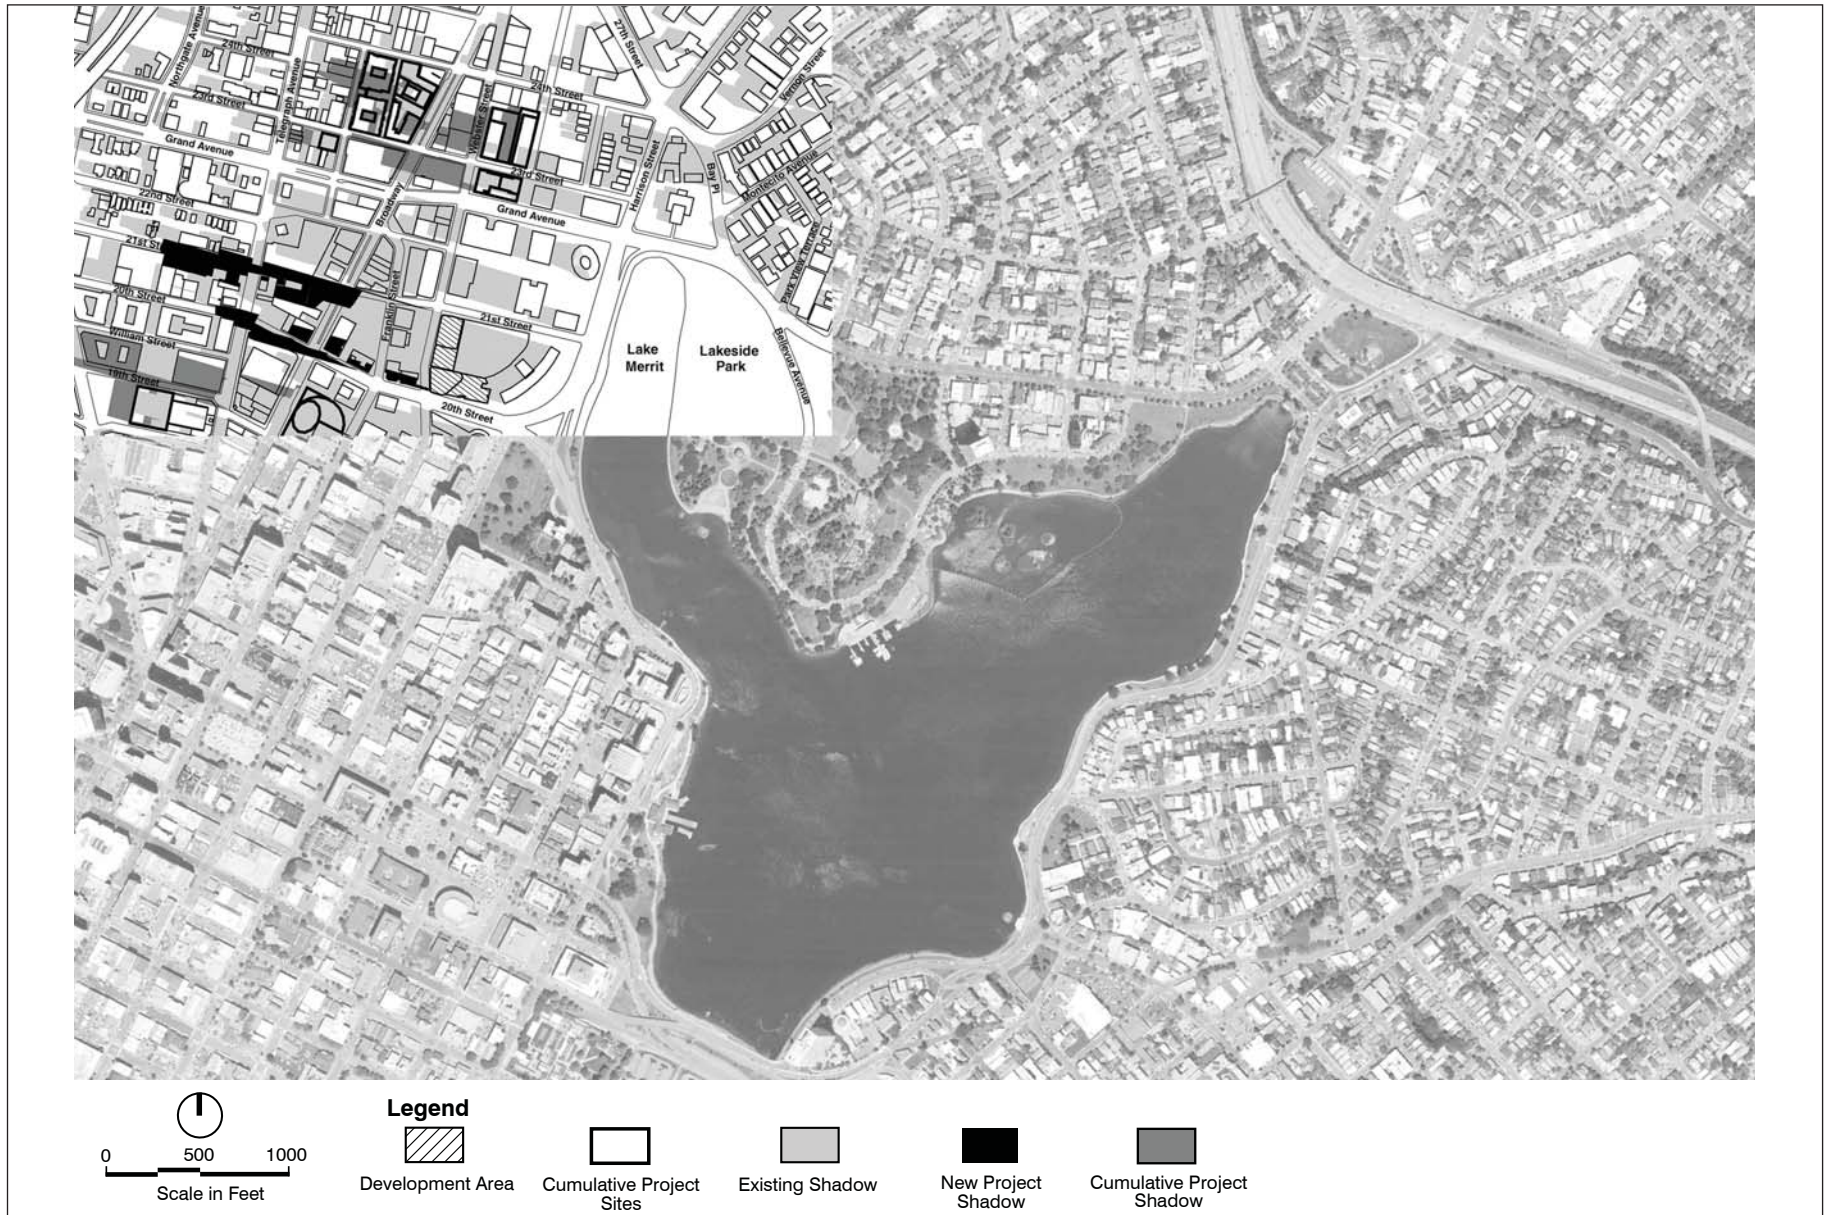 27th Street
Northgate Avenue
24th Street
Telegraph Avenue
Vernon Street
24th Street
23rd Street
Webster Street
Grand Avenue
Harrison Street
Bay Pl
Montecito Avenue
23rd Street
22nd Street
Broadway
Grand Avenue
Park View Terrace
21st St
Franklin Street
20th Street
21st Street
William Street
Lake
Merrit
Lakeside
Park
Bellevue Avenue
19th Street
20th Street
Legend
0 500 1000
Scale in Feet
Development Area
Cumulative Project
Sites
Existing Shadow
New Project
Shadow
Cumulative Project
Shadow